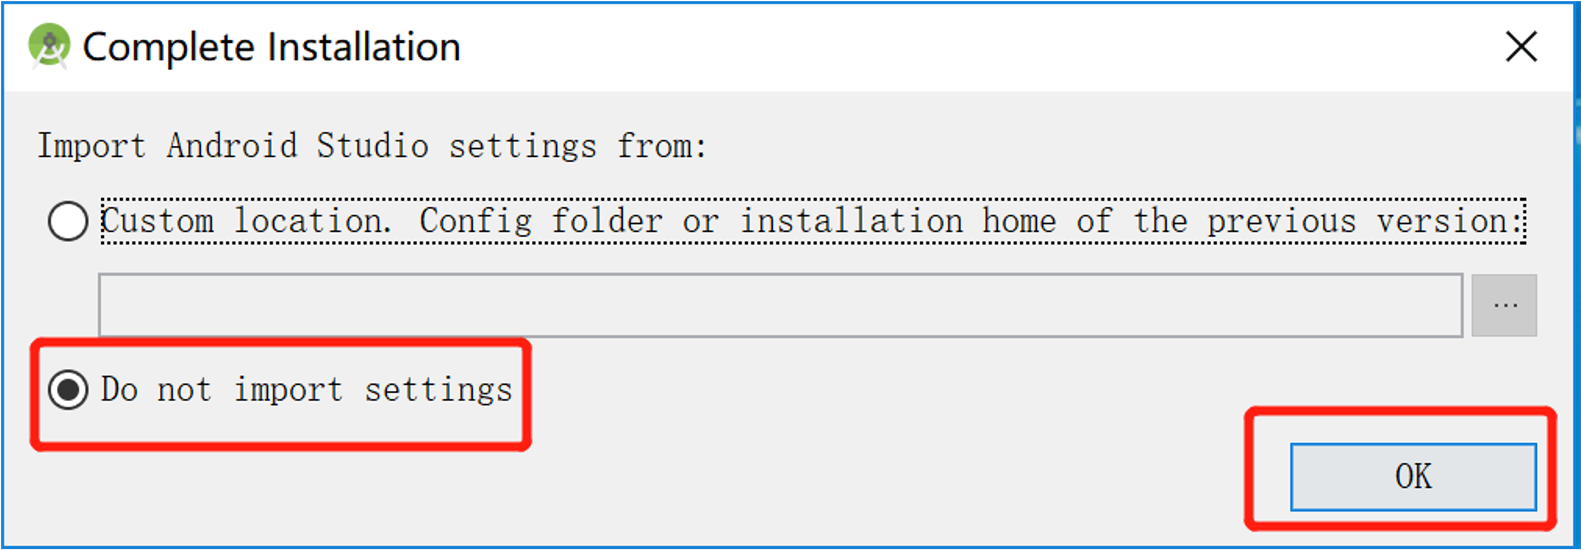 Complete Installation
Import Android Studio settings from:
Custom location. Config folder or installation home of the previous version:
...
Do not import settings
OK